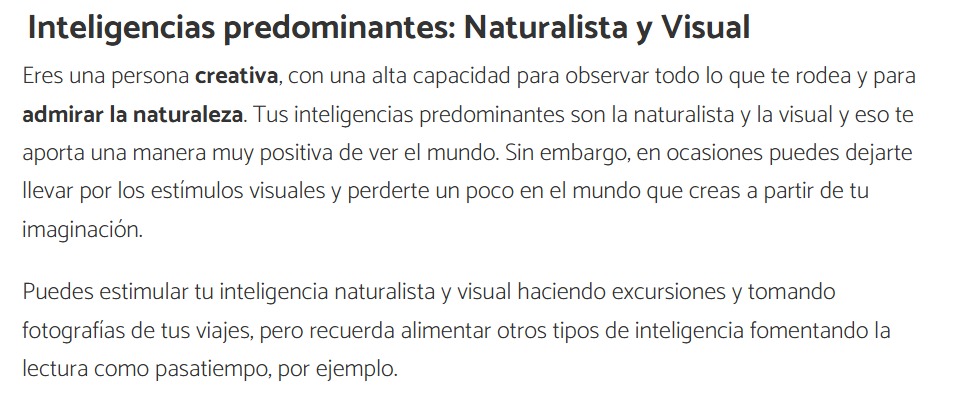 Inteligencias predominantes: Naturalista y Visual
Eres una persona creativa, con una alta capacidad para observar todo lo que te rodea y para
admirar la naturaleza. Tus inteligencias predominantes son la naturalista y la visual y eso te
aporta una manera muy positiva de ver el mundo. Sin embargo, en ocasiones puedes dejarte
llevar por los estímulos visuales y perderte un poco en el mundo que creas a partir de tu
imaginación.
Puedes estimular tu inteligencia naturalista y visual haciendo excursiones y tomando
fotografías de tus viajes, pero recuerda alimentar otros tipos de inteligencia fomentando la
lectura como pasatiempo, por ejemplo.